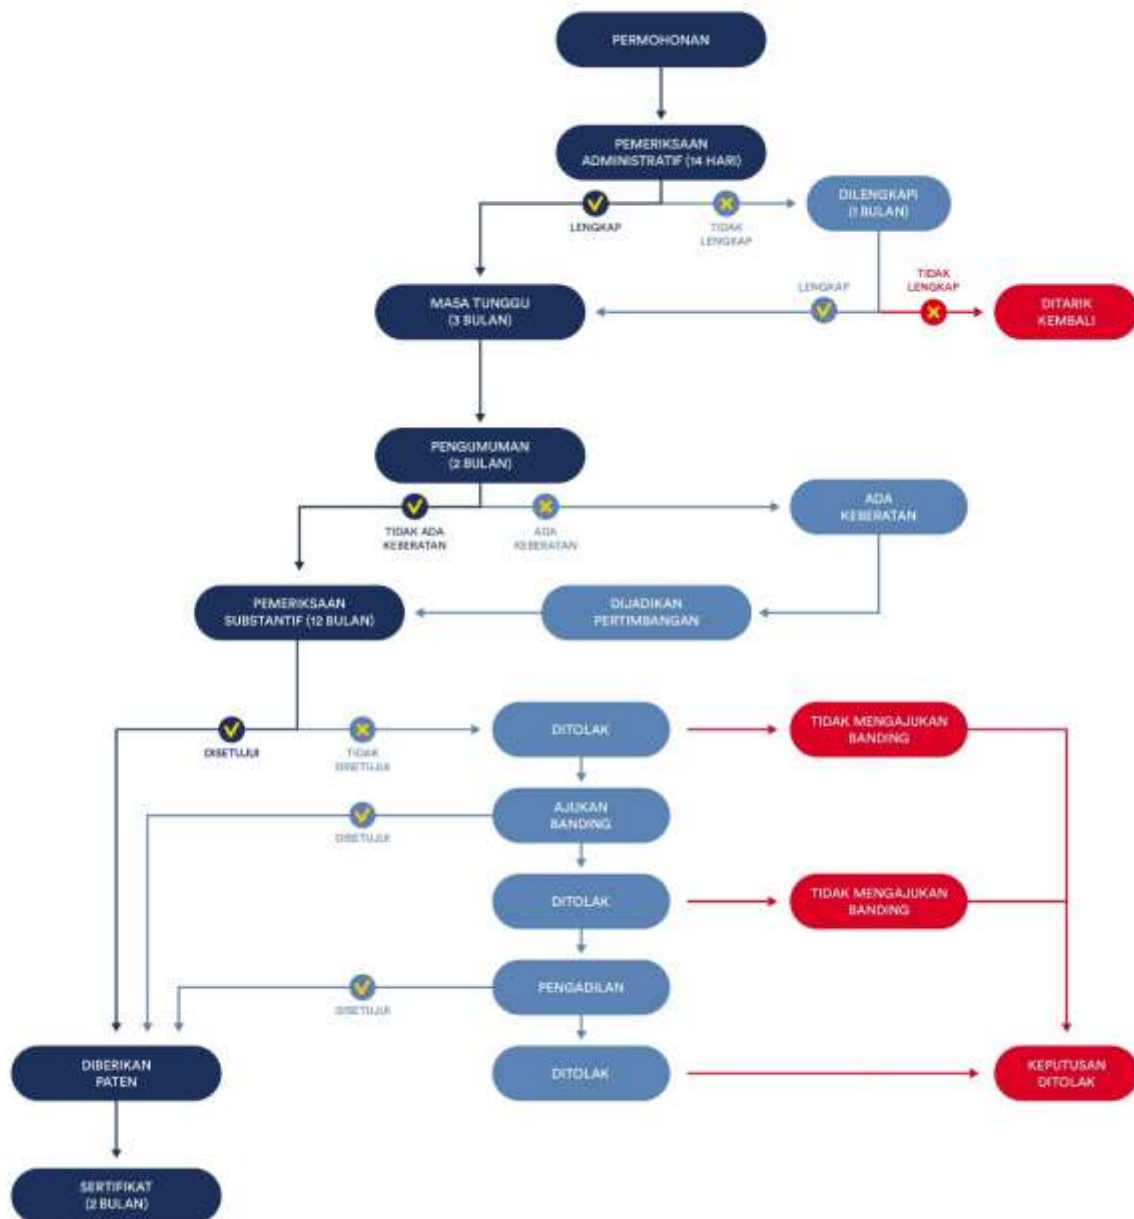 PERMOHONAN
PEMERIKSAAN
ADMINISTRATIF (14 HARI)
LENGKAP
TIDAK
LENGKAP
DILENGKAPI
(1 BULAN)
MASA TUNGGU
(3 BULAN)
LENGKAP
TIDAK
LENGKAP
DITARIK
KEMBALI
PENGUMUMAN
(2 BULAN)
TIDAK ADA
KEBERATAN
ADA
KEBERATAN
ADA
KEBERATAN
PEMERIKSAAN
SUBSTANTIF (12 BULAN)
DIJADIKAN
PERTIMBANGAN
DISETUJUI
TIDAK
DISETUJUI
DITOLAK
TIDAK MENGAJUKAN
BANDING
DISETUJUI
AJUKAN
BANDING
DITOLAK
TIDAK MENGAJUKAN
BANDING
DISETUJUI
PENGADILAN
DIBERIKAN
PATEN
DITOLAK
KEPUTUSAN
DITOLAK
SERTIFIKAT
(2 BULAN)